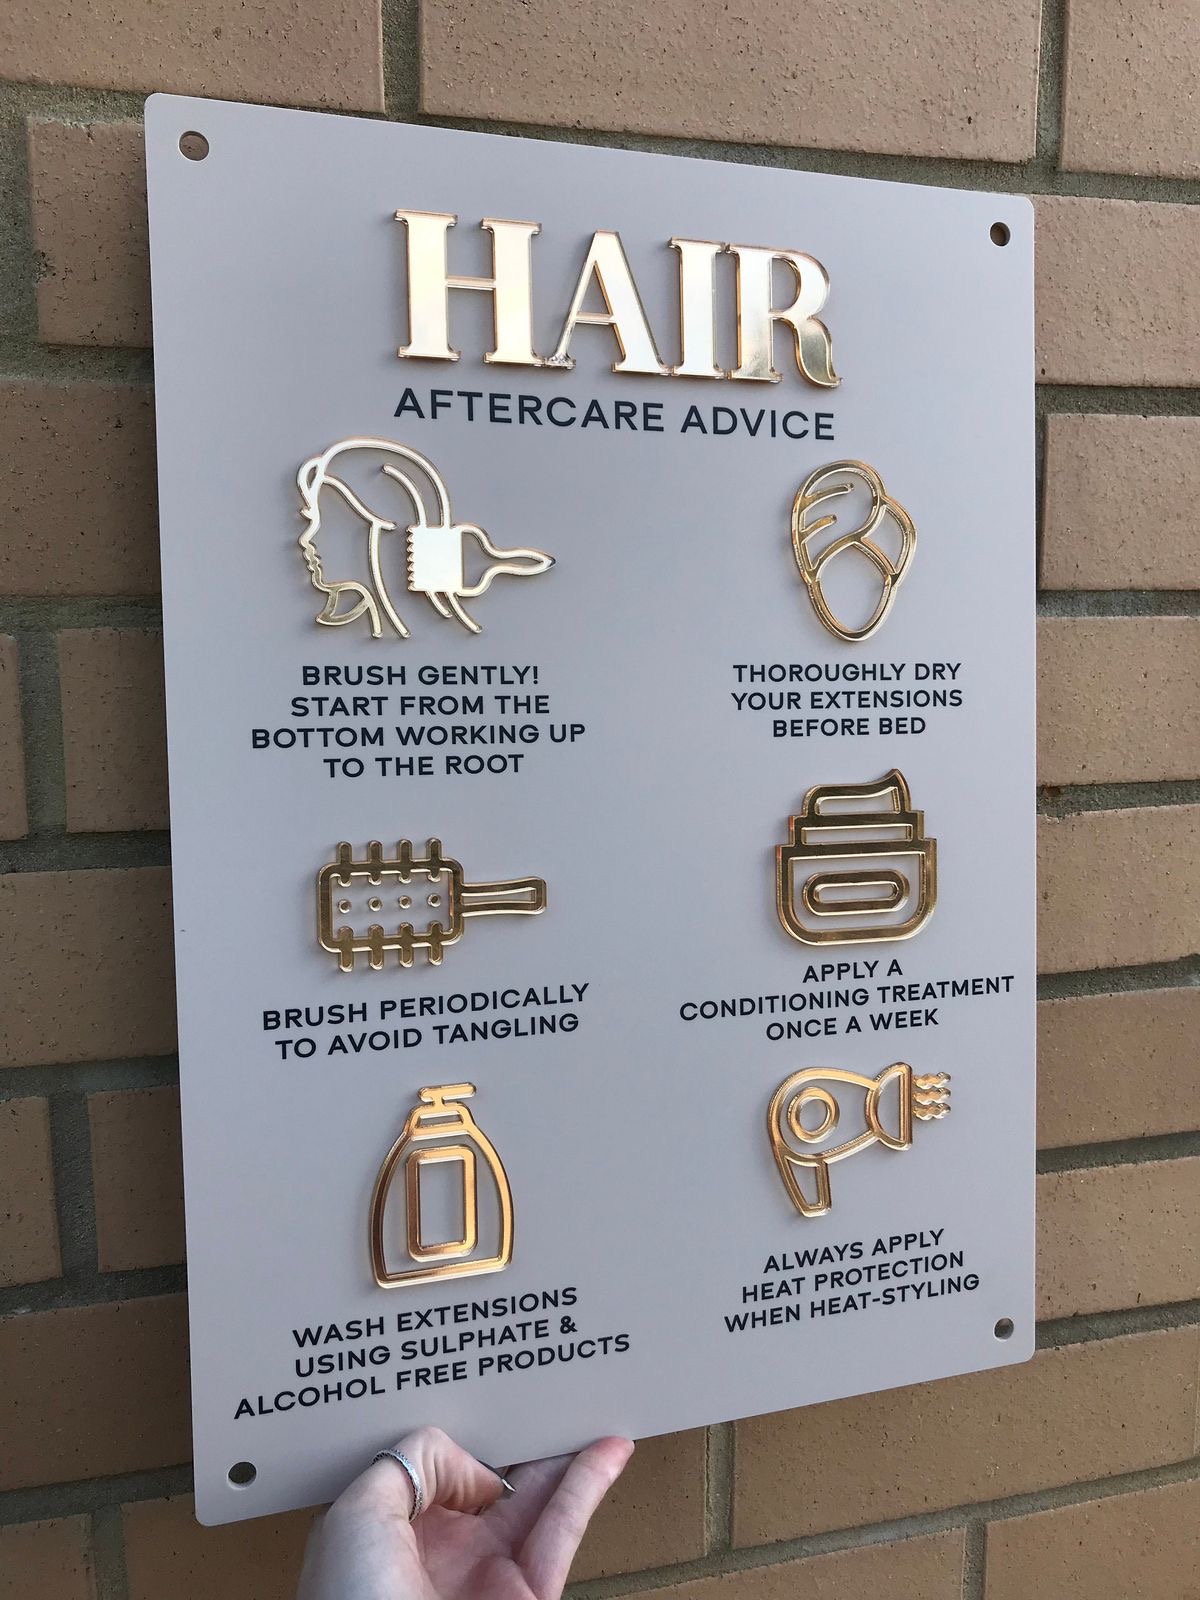 HAIR
AFTERCARE ADVICE
BRUSH GENTLY!
START FROM THE
BOTTOM WORKING UP
TO THE ROOT
THOROUGHLY DRY
YOUR EXTENSIONS
BEFORE BED
BRUSH PERIODICALLY
TO AVOID TANGLING
APPLY A
CONDITIONING TREATMENT
ONCE A WEEK
WASH EXTENSIONS
USING SULPHATE &
ALCOHOL FREE PRODUCTS
ALWAYS APPLY
HEAT PROTECTION
WHEN HEAT-STYLING